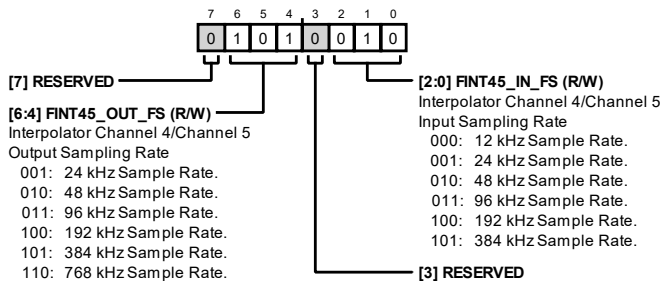 7 6 5 4 3 2 1 0
0 1 0 1 0 0 1 0
[7] RESERVED
[6:4] FINT45_OUT_FS (R/W)
Interpolator Channel 4/Channel 5
Output Sampling Rate
001: 24 kHz Sample Rate.
010: 48 kHz Sample Rate.
011: 96 kHz Sample Rate.
100: 192 kHz Sample Rate.
101: 384 kHz Sample Rate.
110: 768 kHz Sample Rate.
[2:0] FINT45_IN_FS (R/W)
Interpolator Channel 4/Channel 5
Input Sampling Rate
000: 12 kHz Sample Rate.
001: 24 kHz Sample Rate.
010: 48 kHz Sample Rate.
011: 96 kHz Sample Rate.
100: 192 kHz Sample Rate.
101: 384 kHz Sample Rate.
[3] RESERVED